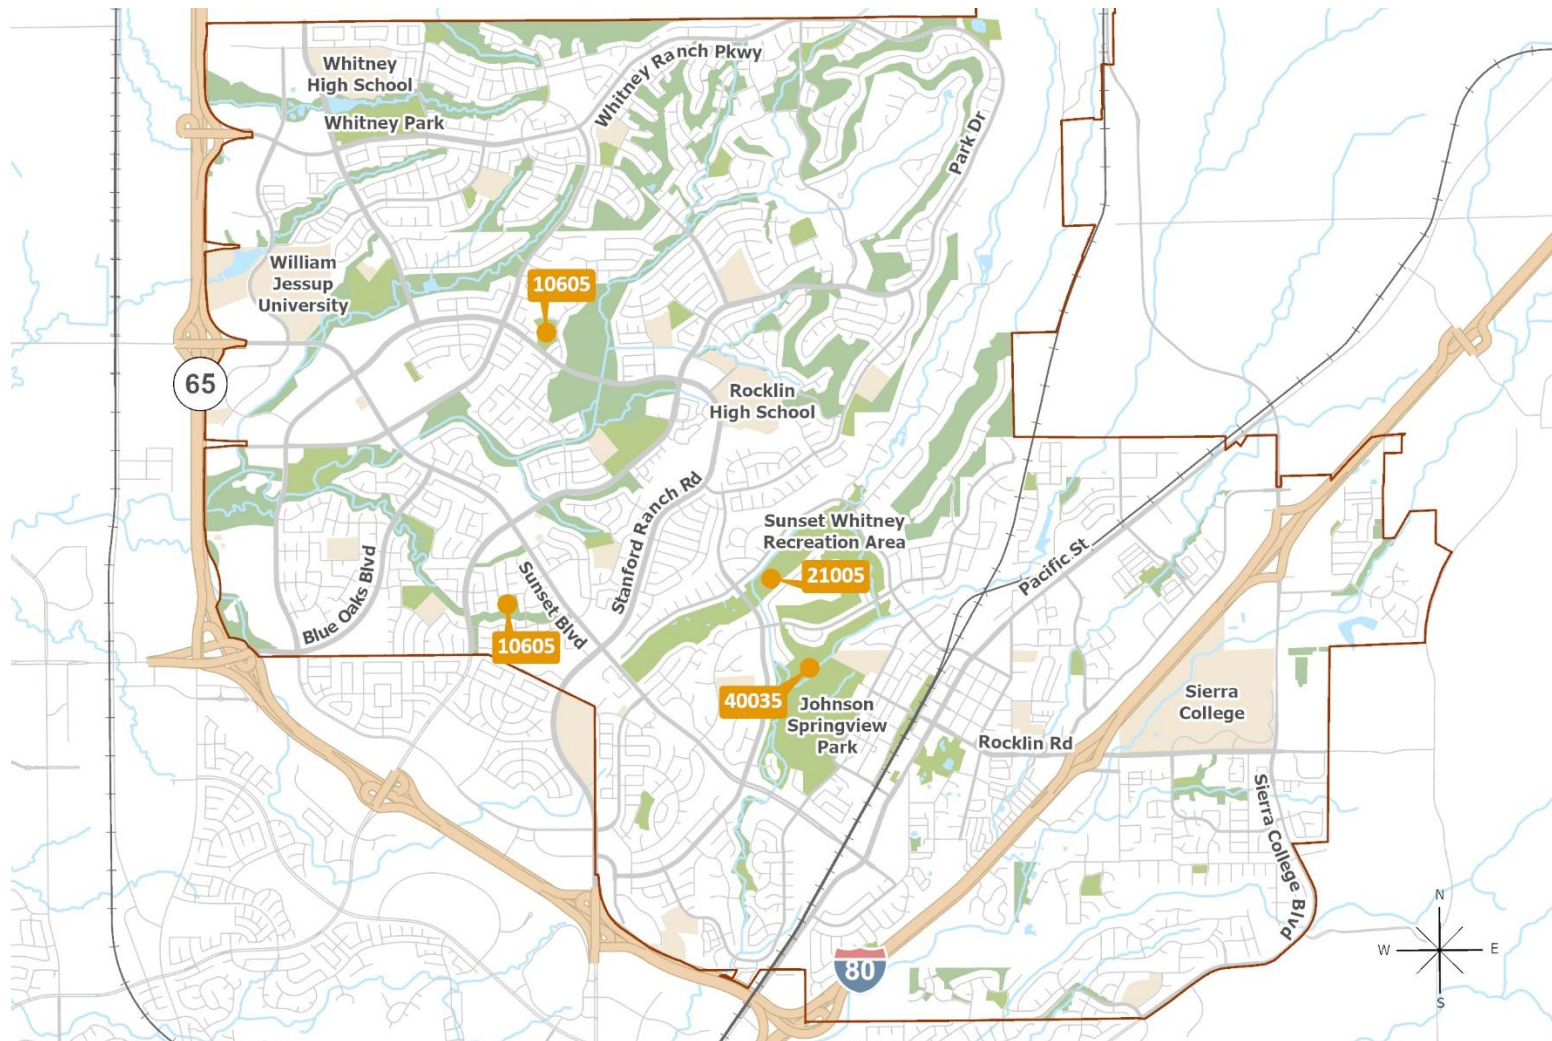 Whitney
High School
Whitney Park
Whitney Ranch Pkwy
Park Dr
William
Jessup
University
10605
65
Rocklin
High School
Stanford Ranch Rd
Sunset Whitney
Recreation Area
21005
Pacific St
Blue Oaks Blvd
Sunset Blvd
10605
40035
Johnson
Springview
Park
Sierra
College
Rocklin Rd
Sierra College Blvd
N
W
E
S
80